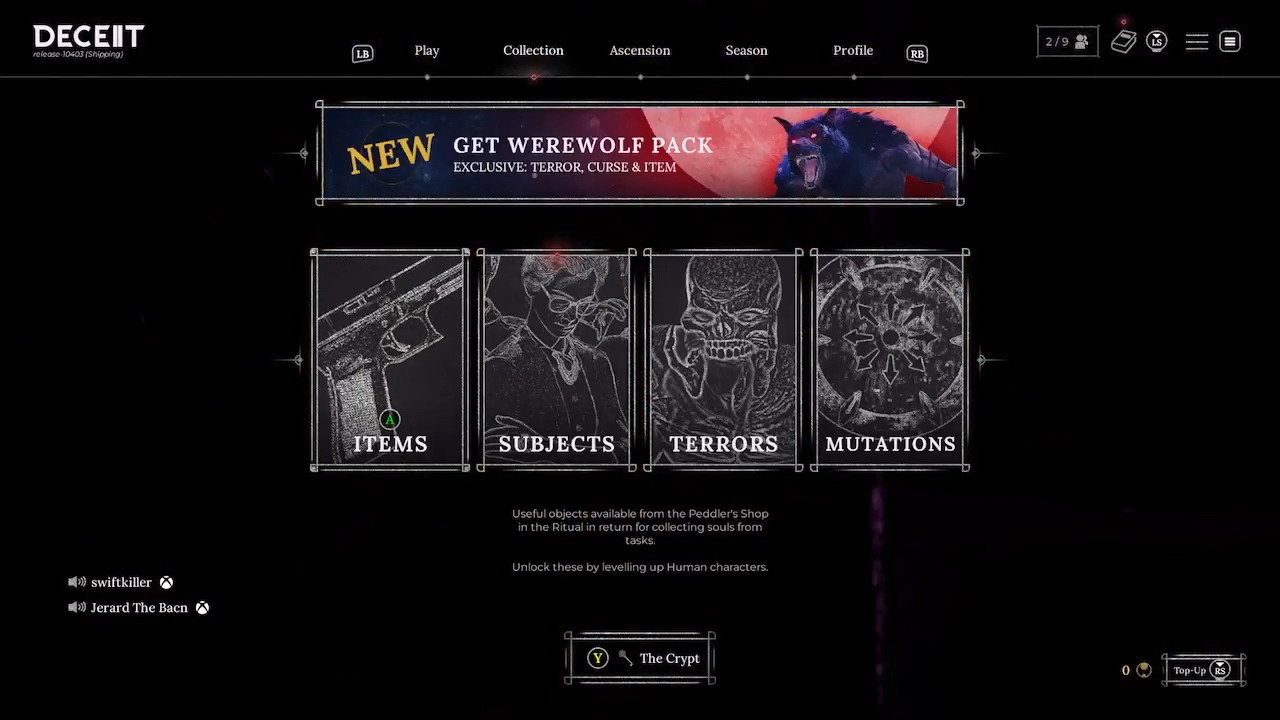 DECEIIT
release-10403 (Shipping)
LB
Play
Collection
Ascension
Season
Profile
RB
2/9
LS
NEW
GET WEREWOLF PACK
EXCLUSIVE: TERROR, CURSE & ITEM
A
ITEMS
SUBJECTS
TERRORS
MUTATIONS
Useful objects available from the Peddler's Shop
in the Ritual in return for collecting souls from
tasks.
Unlock these by levelling up Human characters.
swiftkiller
Jerard The Bacn
Y The Crypt
0
Top-Up RS